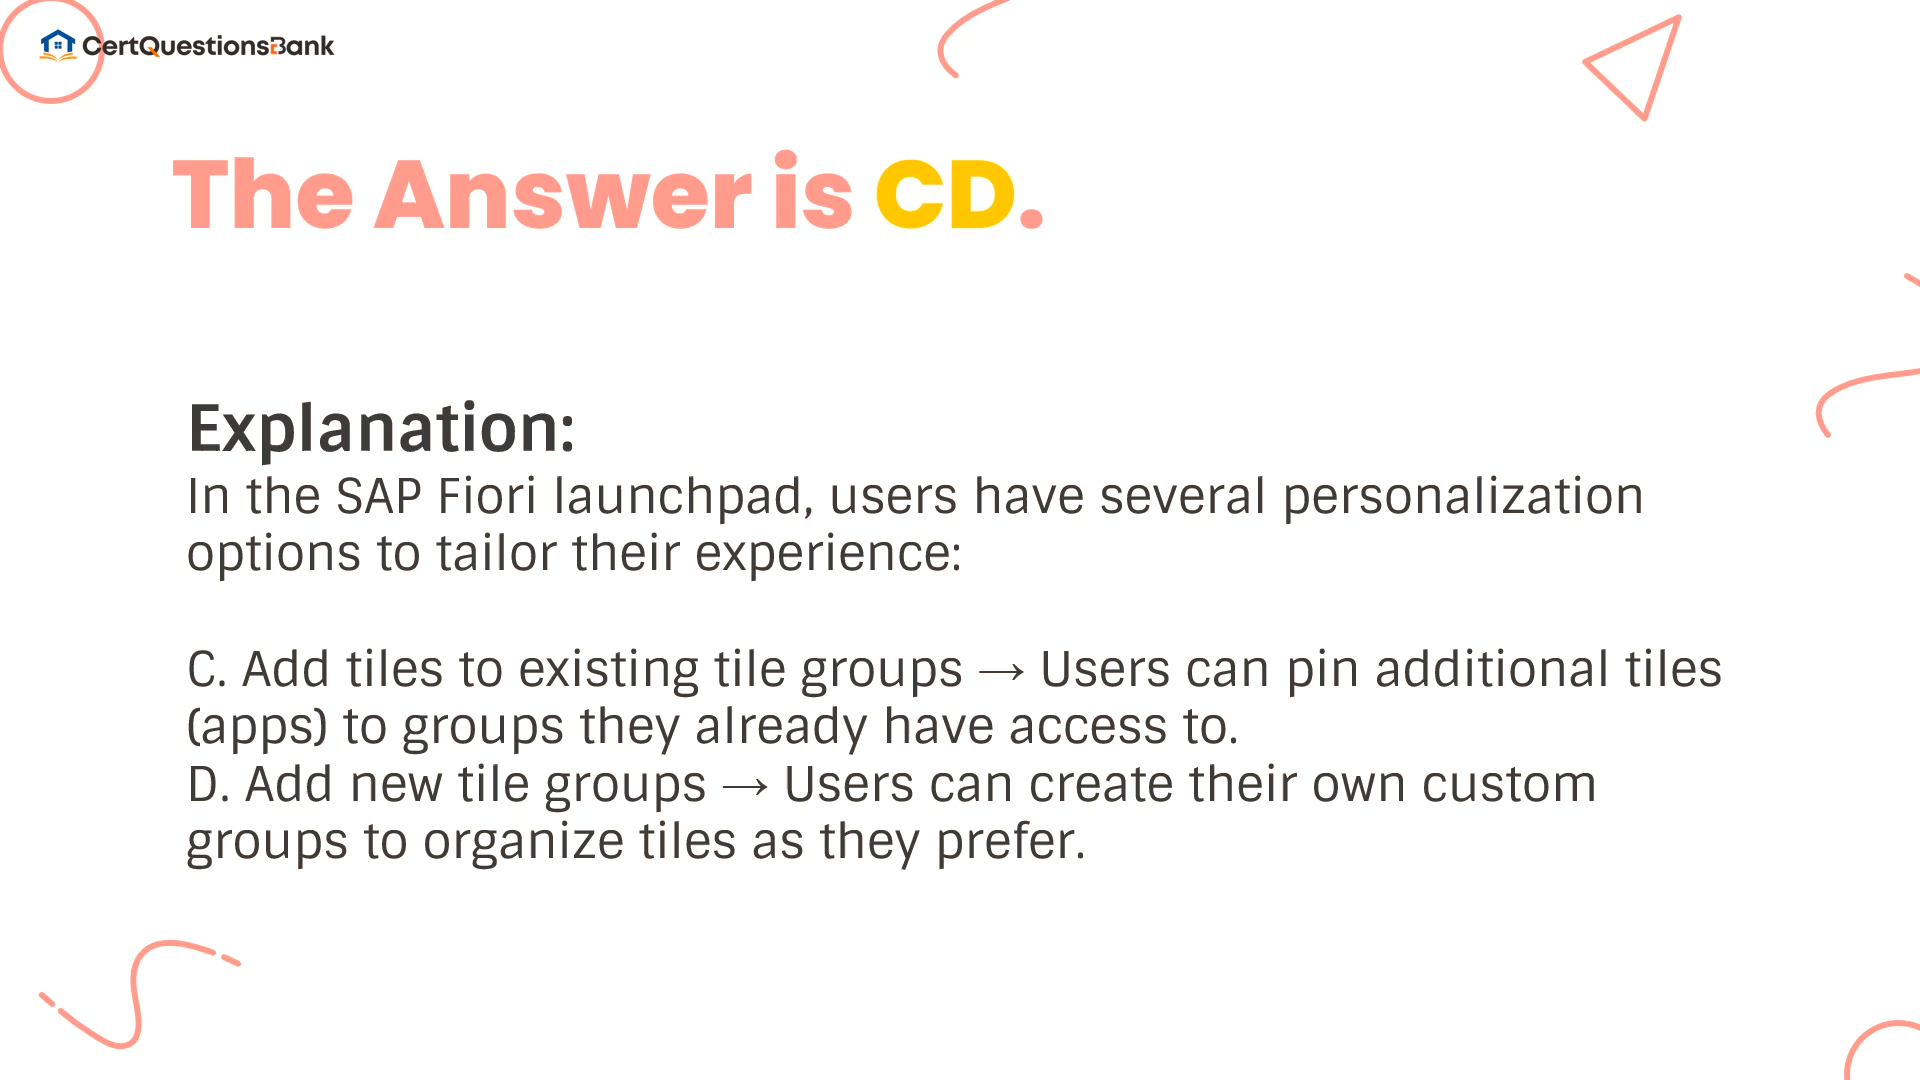 CertQuestionsBank
The Answer is CD.
Explanation:
In the SAP Fiori launchpad, users have several personalization
options to tailor their experience:
C. Add tiles to existing tile groups → Users can pin additional tiles
(apps) to groups they already have access to.
D. Add new tile groups → Users can create their own custom
groups to organize tiles as they prefer.